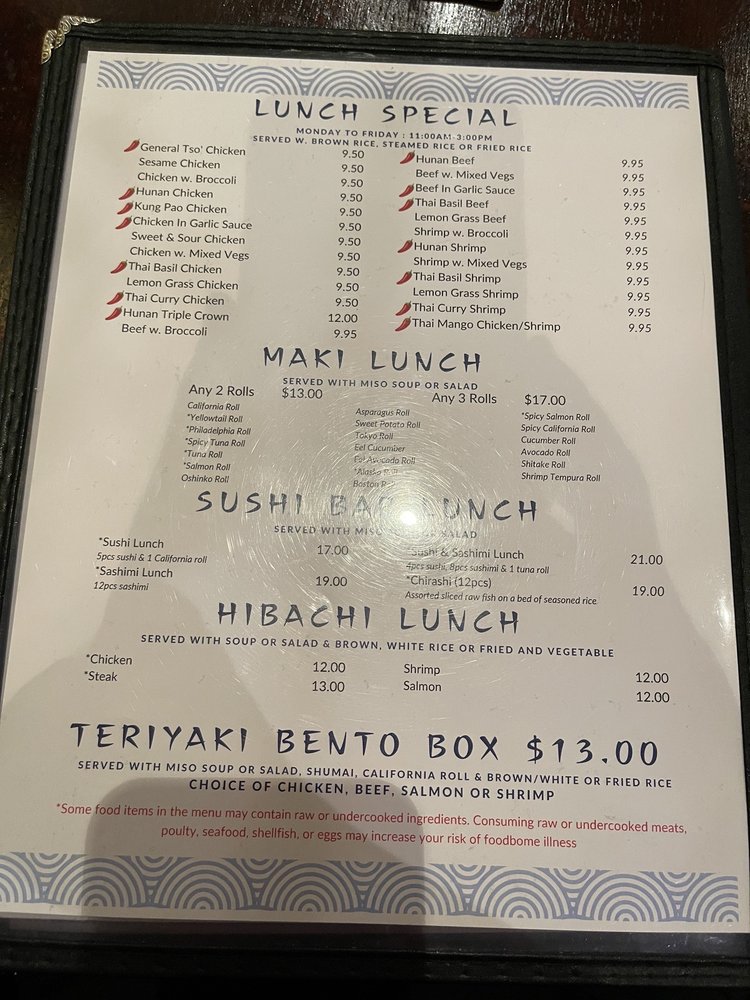 LUNCH SPECIAL
MONDAY TO FRIDAY : 11:00AM-3:00PM
SERVED W. BROWN RICE, STEAMED RICE OR FRIED RICE
General Tso' Chicken 9.50
Sesame Chicken 9.50
Chicken w. Broccoli 9.50
Hunan Chicken 9.50
Kung Pao Chicken 9.50
Chicken In Garlic Sauce 9.50
Sweet & Sour Chicken 9.50
Chicken w. Mixed Vegs 9.50
Thai Basil Chicken 9.50
Lemon Grass Chicken 9.50
Thai Curry Chicken 9.50
Hunan Triple Crown 12.00
Beef w. Broccoli 9.95
Hunan Beef 9.95
Beef w. Mixed Vegs 9.95
Beef In Garlic Sauce 9.95
Thai Basil Beef 9.95
Lemon Grass Beef 9.95
Shrimp w. Broccoli 9.95
Hunan Shrimp 9.95
Shrimp w. Mixed Vegs 9.95
Thai Basil Shrimp 9.95
Lemon Grass Shrimp 9.95
Thai Curry Shrimp 9.95
Thai Mango Chicken/Shrimp 9.95
MAKI LUNCH
SERVED WITH MISO SOUP OR SALAD
Any 2 Rolls $13.00
Any 3 Rolls $17.00
California Roll
*Yellowtail Roll
*Philadelphia Roll
*Spicy Tuna Roll
*Tuna Roll
*Salmon Roll
Oshinko Roll
Asparagus Roll
Sweet Potato Roll
Tokyo Roll
Eel Cucumber
Eel Avocado Roll
*Alaska Roll
Boston Roll
*Spicy Salmon Roll
Spicy California Roll
Cucumber Roll
Avocado Roll
Shitake Roll
Shrimp Tempura Roll
SUSHI BAR LUNCH
SERVED WITH MISO SALAD
*Sushi Lunch 17.00
5pcs sushi & 1 California roll
*Sashimi Lunch 19.00
12pcs sashimi
*Sushi & Sashimi Lunch 21.00
4pcs sushi, 8pcs sashimi & 1 tuna roll
*Chirashi (12pcs) 19.00
Assorted sliced raw fish on a bed of seasoned rice
HIBACHI LUNCH
SERVED WITH SOUP OR SALAD & BROWN, WHITE RICE OR FRIED AND VEGETABLE
*Chicken 12.00
*Steak 13.00
Shrimp 12.00
Salmon 12.00
TERIYAKI BENTO BOX $13.00
SERVED WITH MISO SOUP OR SALAD, SHUMAI, CALIFORNIA ROLL & BROWN/WHITE OR FRIED RICE
CHOICE OF CHICKEN, BEEF, SALMON OR SHRIMP
*Some food items in the menu may contain raw or undercooked ingredients. Consuming raw or undercooked meats,
poulty, seafood, shellfish, or eggs may increase your risk of foodbome illness